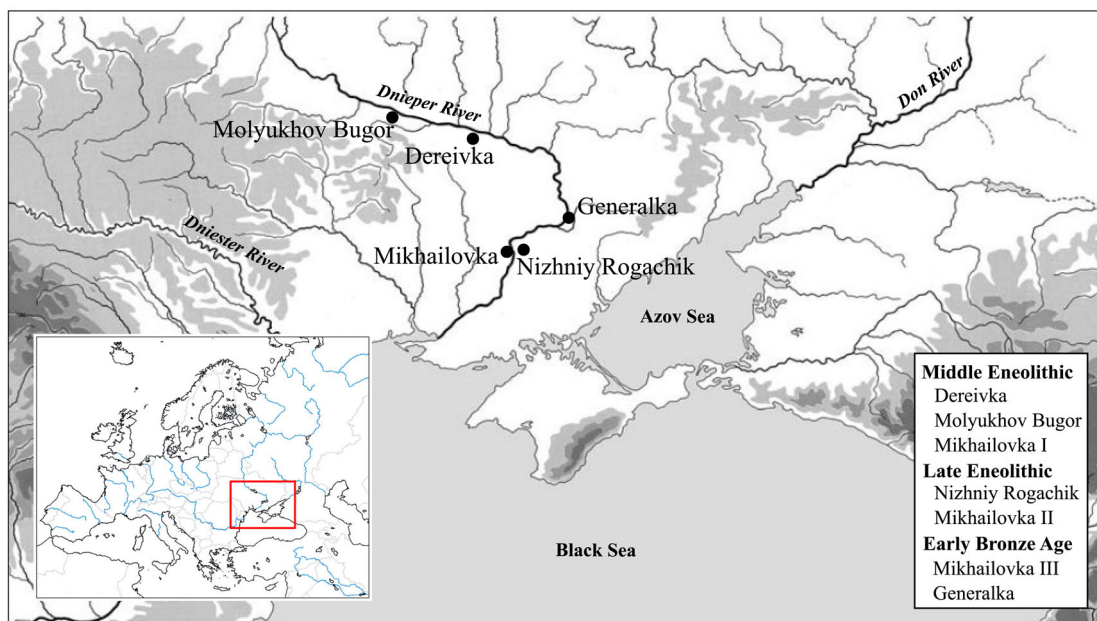 Dnieper River
Don River
Molyukhov Bugor
Dereivka
Generalka
Dniester River
Mikhailovka
Nizhniy Rogachik
Azov Sea
Black Sea
Middle Eneolithic
Dereivka
Molyukhov Bugor
Mikhailovka I
Late Eneolithic
Nizhniy Rogachik
Mikhailovka II
Early Bronze Age
Mikhailovka III
Generalka